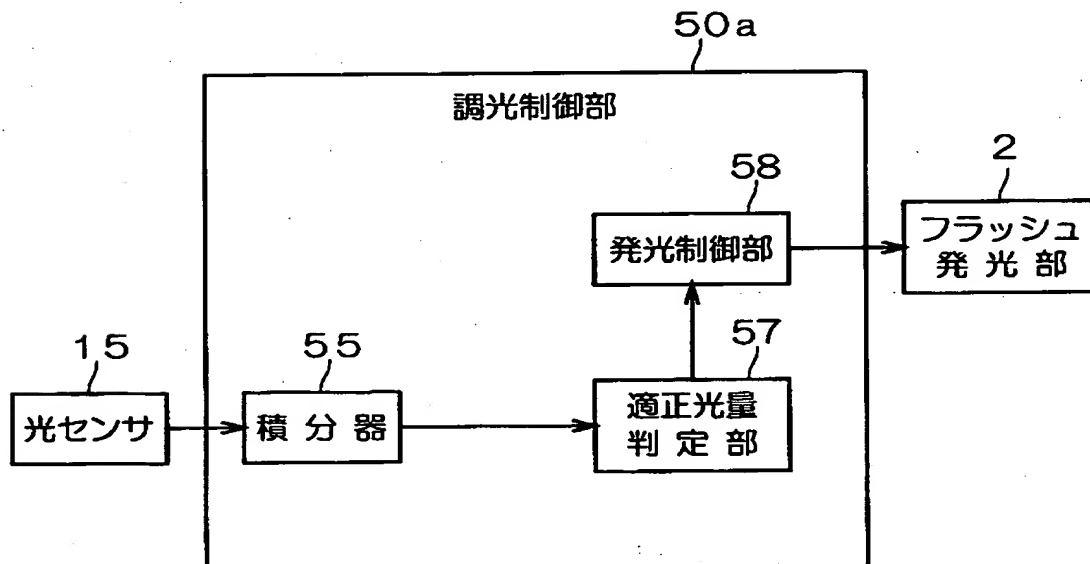 50a
調光制御部
58
2
発光制御部
フラッシュ
発光部
15
55
57
光センサ
積分器
適正光量
判定部